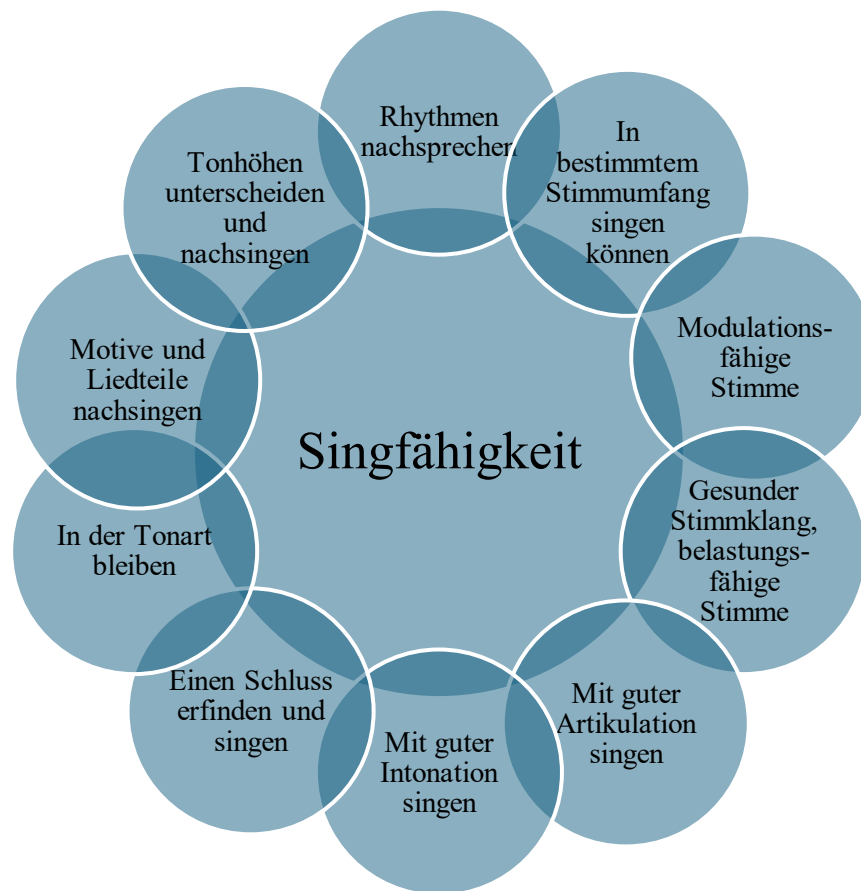 Rhythmen
nachsprechen
In
bestimmtem
Stimmumfang
singen
können
Modulations-
fähige
Stimme
Gesunder
Stimmklang,
belastungs-
fähige
Stimme
Mit guter
Artikulation
singen
Mit guter
Intonation
singen
Einen Schluss
erfinden und
singen
In der Tonart
bleiben
Motive und
Liedteile
nachsingen
Tonhöhen
unterscheiden
und
nachsingen
Singfähigkeit